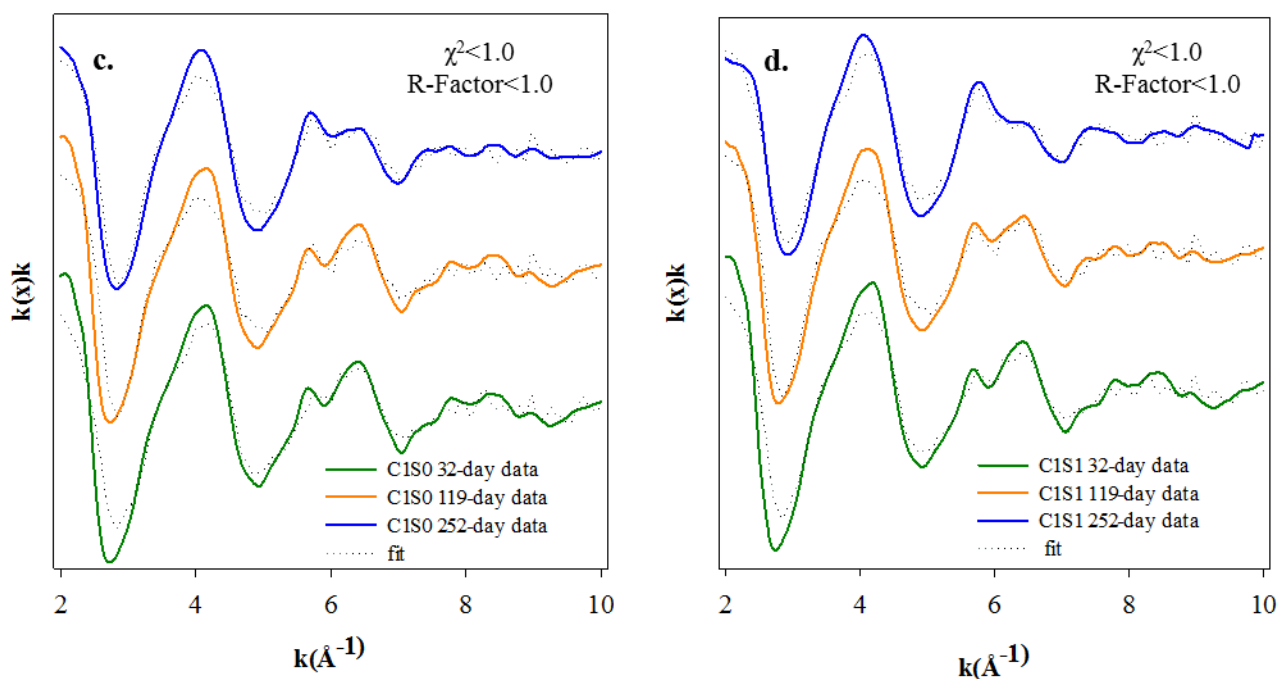 c.
χ²<1.0
R-Factor<1.0
k(x)k
C1S0 32-day data
C1S0 119-day data
C1S0 252-day data
fit
2 4 6 8 10
k(Å⁻¹)
d.
χ²<1.0
R-Factor<1.0
k(x)k
C1S1 32-day data
C1S1 119-day data
C1S1 252-day data
fit
2 4 6 8 10
k(Å⁻¹)